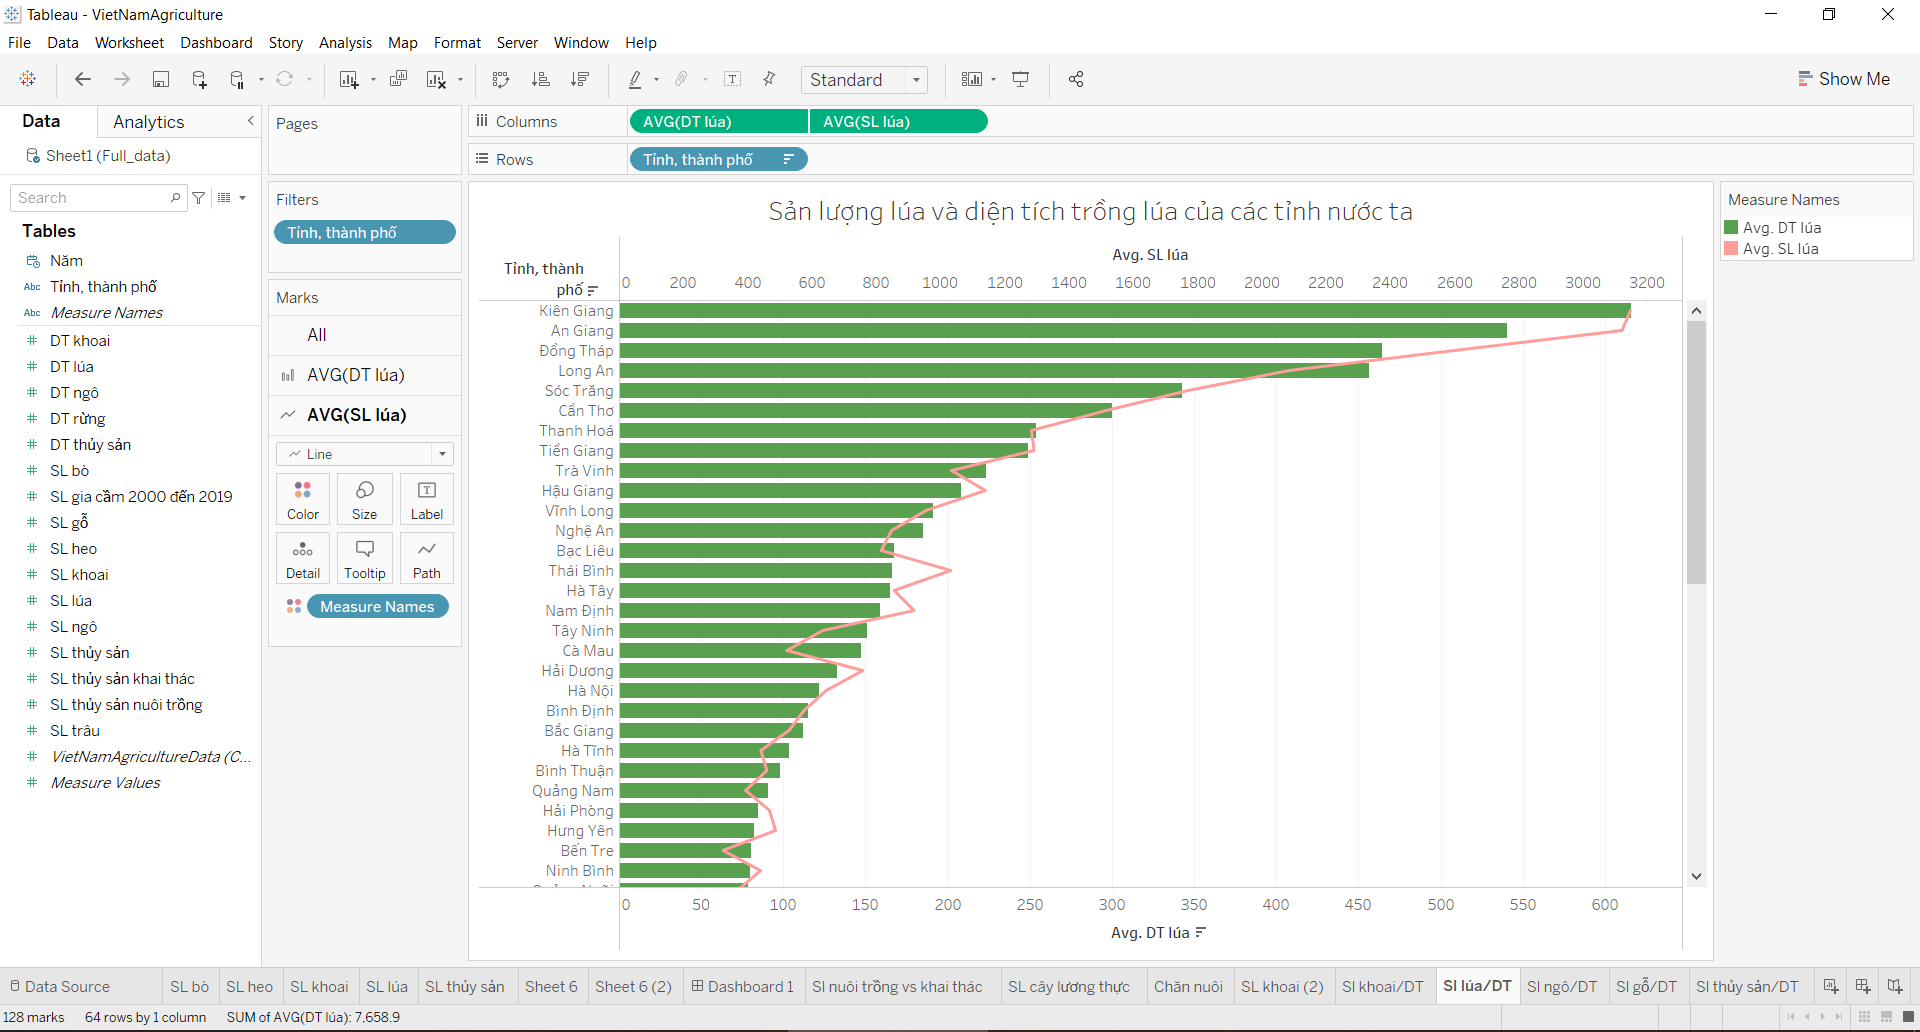 Tableau - VietNamAgriculture
File Data Worksheet Dashboard Story Analysis Map Format Server Window Help
Standard
Show Me
Data
Analytics
Sheet1 (Full_data)
Search
Tables
Năm
Abc Tỉnh, thành phố
Abc Measure Names
DT khoai
DT lúa
DT ngô
DT rừng
DT thủy sản
SL bò
SL gia cầm 2000 đến 2019
SL gỗ
SL heo
SL khoai
SL lúa
SL ngô
SL thủy sản
SL thủy sản khai thác
SL thủy sản nuôi trồng
SL trâu
VietNamAgricultureData (C...
Measure Values
Pages
Filters
Tỉnh, thành phố
Marks
All
AVG(DT lúa)
AVG(SL lúa)
Line
Color Size Label
Detail Tooltip Path
Measure Names
Columns AVG(DT lúa) AVG(SL lúa)
Rows Tỉnh, thành phố
Sản lượng lúa và diện tích trồng lúa của các tỉnh nước ta
Avg. SL lúa
Tỉnh, thành
phố
0 200 400 600 800 1000 1200 1400 1600 1800 2000 2200 2400 2600 2800 3000 3200
Kiên Giang
An Giang
Đồng Tháp
Long An
Sóc Trăng
Cần Thơ
Thanh Hoá
Tiền Giang
Trà Vinh
Hậu Giang
Vĩnh Long
Nghệ An
Bạc Liêu
Thái Bình
Hà Tây
Nam Định
Tây Ninh
Cà Mau
Hải Dương
Hà Nội
Bình Định
Bắc Giang
Hà Tĩnh
Bình Thuận
Quảng Nam
Hải Phòng
Hưng Yên
Bến Tre
Ninh Bình
0 50 100 150 200 250 300 350 400 450 500 550 600
Avg. DT lúa
Measure Names
Avg. DT lúa
Avg. SL lúa
Data Source SL bò SL heo SL khoai SL lúa SL thủy sản Sheet 6 Sheet 6 (2) Dashboard 1 Sl nuôi trồng vs khai thác SL cây lương thực Chăn nuôi SL khoai (2) Sl khoai/DT Sl lúa/DT Sl ngô/DT Sl gỗ/DT Sl thủy sản/DT
128 marks 64 rows by 1 column SUM of AVG(DT lúa): 7,658.9